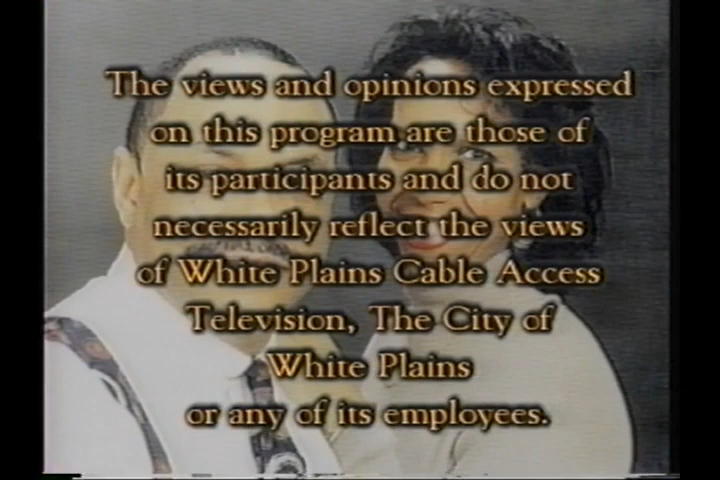 The views and opinions expressed
on this program are those of
its participants and do not
necessarily reflect the views
of White Plains Cable Access
Television, The City of
White Plains
or any of its employees.